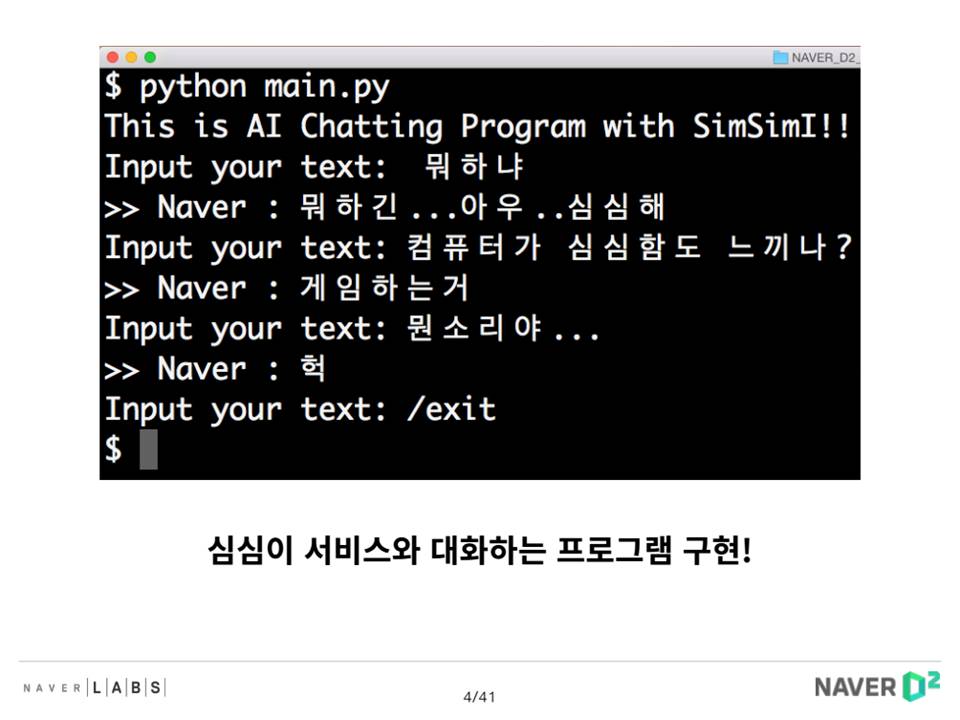 NAVER_D2_
$ python main.py
This is AI Chatting Program with SimSimI!!
Input your text:  뭐하냐
>> Naver : 뭐하긴...아우..심심해
Input your text: 컴퓨터가 심심함도 느끼나?
>> Naver : 게임하는거
Input your text: 뭔소리야...
>> Naver : 헉
Input your text: /exit
$
심심이 서비스와 대화하는 프로그램 구현!
NAVER LABS
4/41
NAVER D2